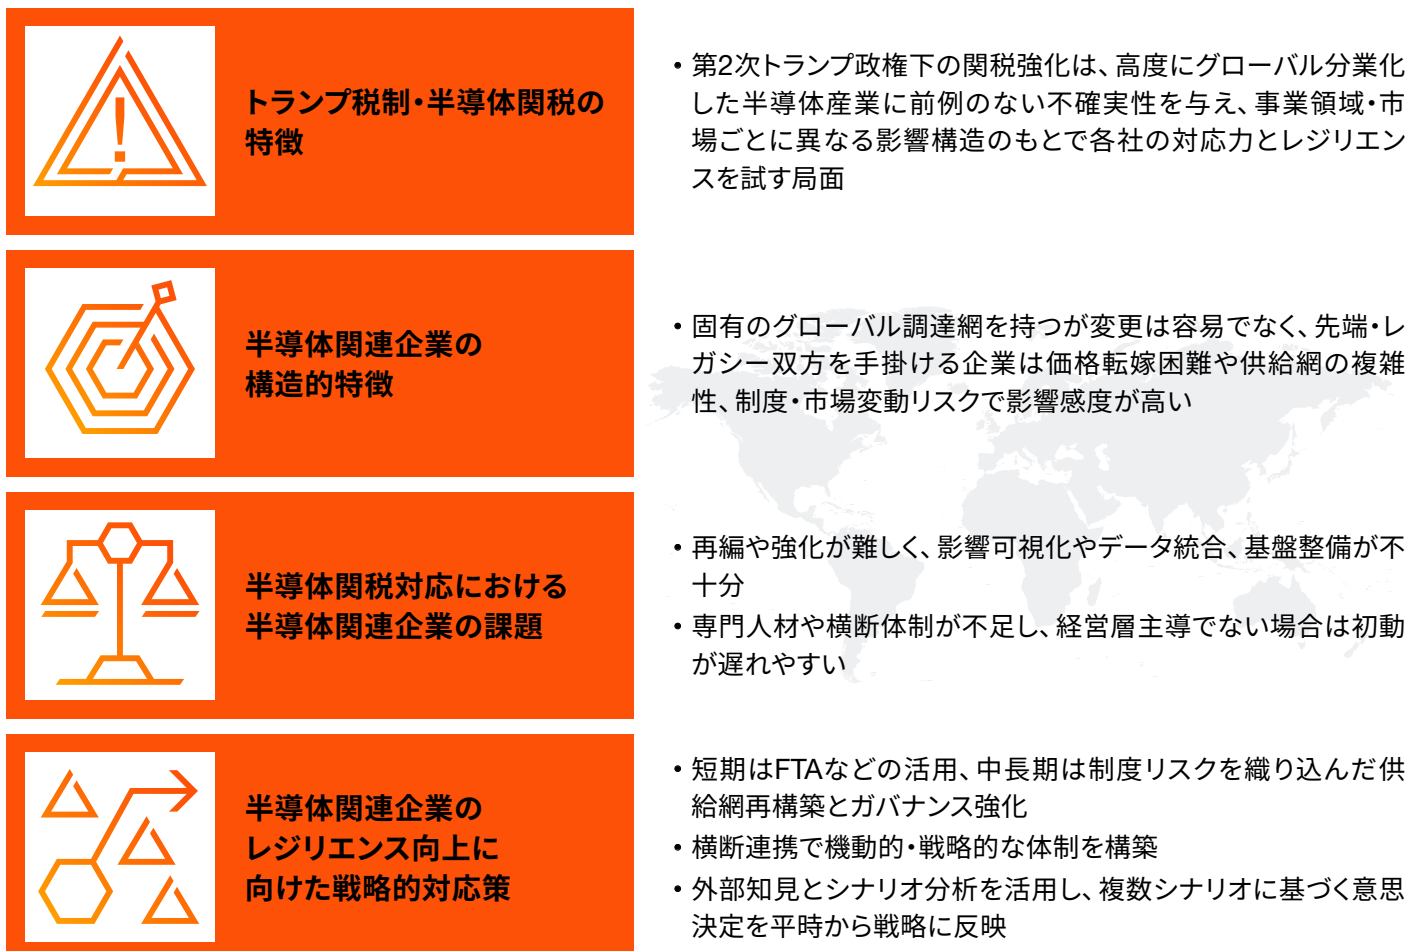 トランプ税制・半導体関税の
特徴
・第2次トランプ政権下の関税強化は、高度にグローバル分業化
した半導体産業に前例のない不確実性を与え、事業領域・市
場ごとに異なる影響構造のもとで各社の対応力とレジリエン
スを試す局面
半導体関連企業の
構造的特徴
・固有のグローバル調達網を持つが変更は容易でなく、先端・レ
ガシー双方を手掛ける企業は価格転嫁困難や供給網の複雑
性、制度・市場変動リスクで影響感度が高い
半導体関税対応における
半導体関連企業の課題
・再編や強化が難しく、影響可視化やデータ統合、基盤整備が不
十分
・専門人材や横断体制が不足し、経営層主導でない場合は初動
が遅れやすい
半導体関連企業の
レジリエンス向上に
向けた戦略的対応策
・短期はFTAなどの活用、中長期は制度リスクを織り込んだ供
給網再構築とガバナンス強化
・横断連携で機動的・戦略的な体制を構築
・外部知見とシナリオ分析を活用し、複数シナリオに基づく意思
決定を平時から戦略に反映